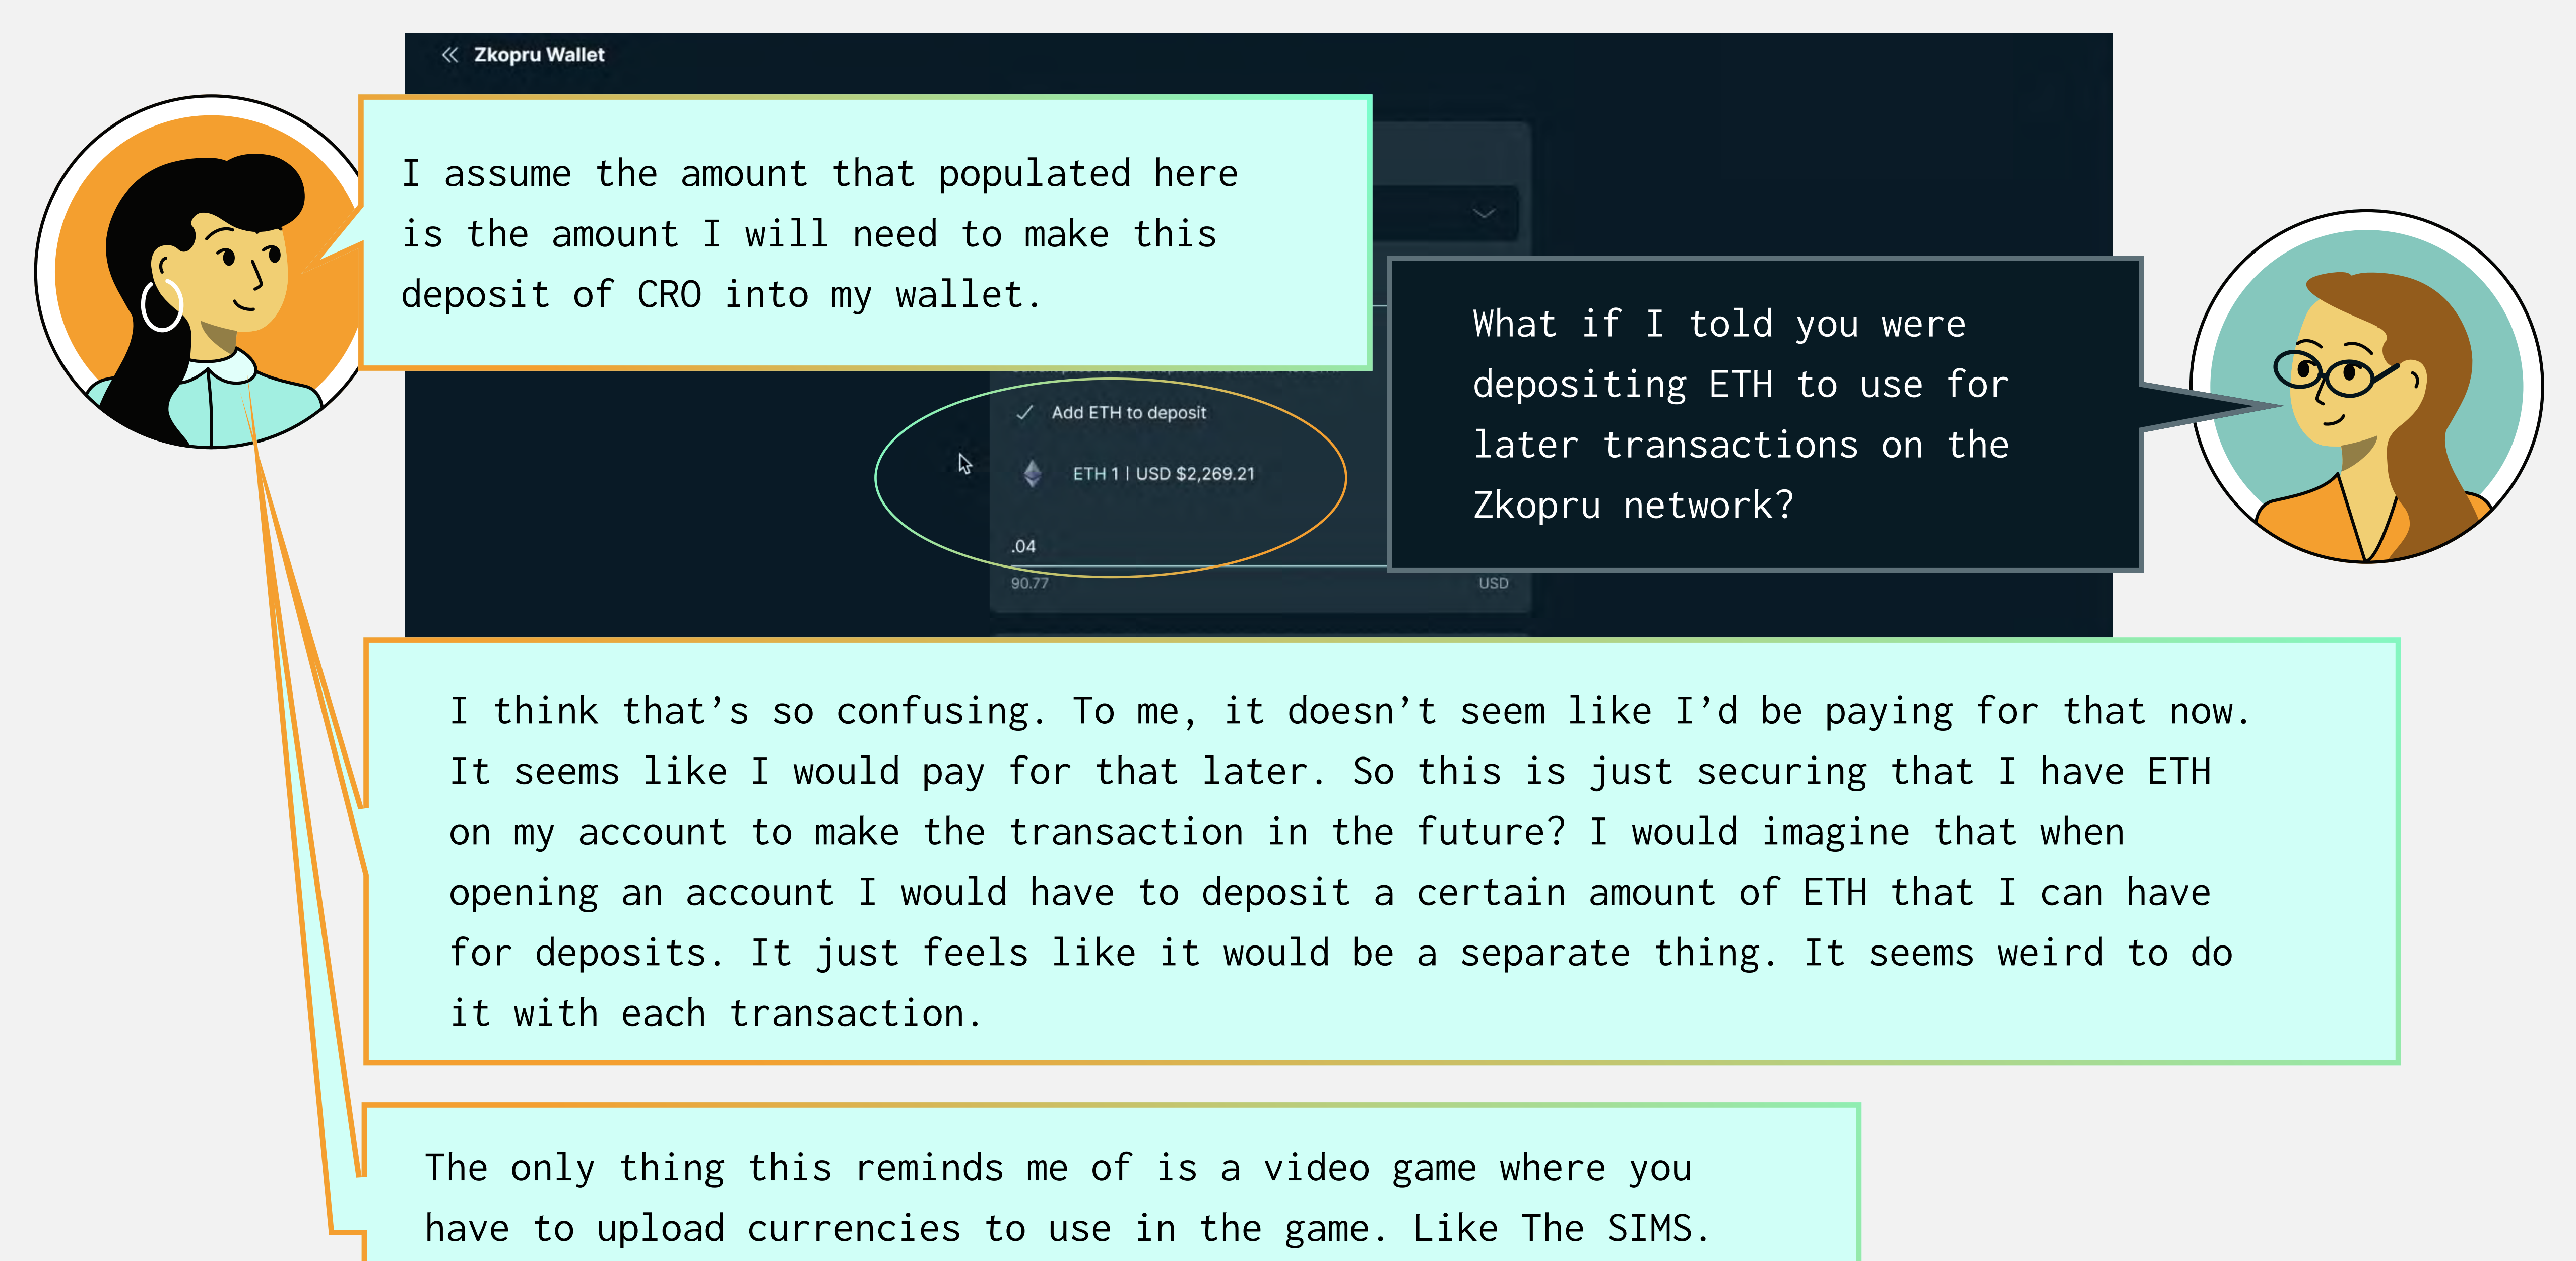 Zkopru Wallet
I assume the amount that populated here
is the amount I will need to make this
deposit of CRO into my wallet.
What if I told you were
depositing ETH to use for
later transactions on the
Zkopru network?
Add ETH to deposit
ETH 1 | USD $2,269.21
.04
90.77 USD
I think that’s so confusing. To me, it doesn’t seem like I’d be paying for that now.
It seems like I would pay for that later. So this is just securing that I have ETH
on my account to make the transaction in the future? I would imagine that when
opening an account I would have to deposit a certain amount of ETH that I can have
for deposits. It just feels like it would be a separate thing. It seems weird to do
it with each transaction.
The only thing this reminds me of is a video game where you
have to upload currencies to use in the game. Like The SIMS.